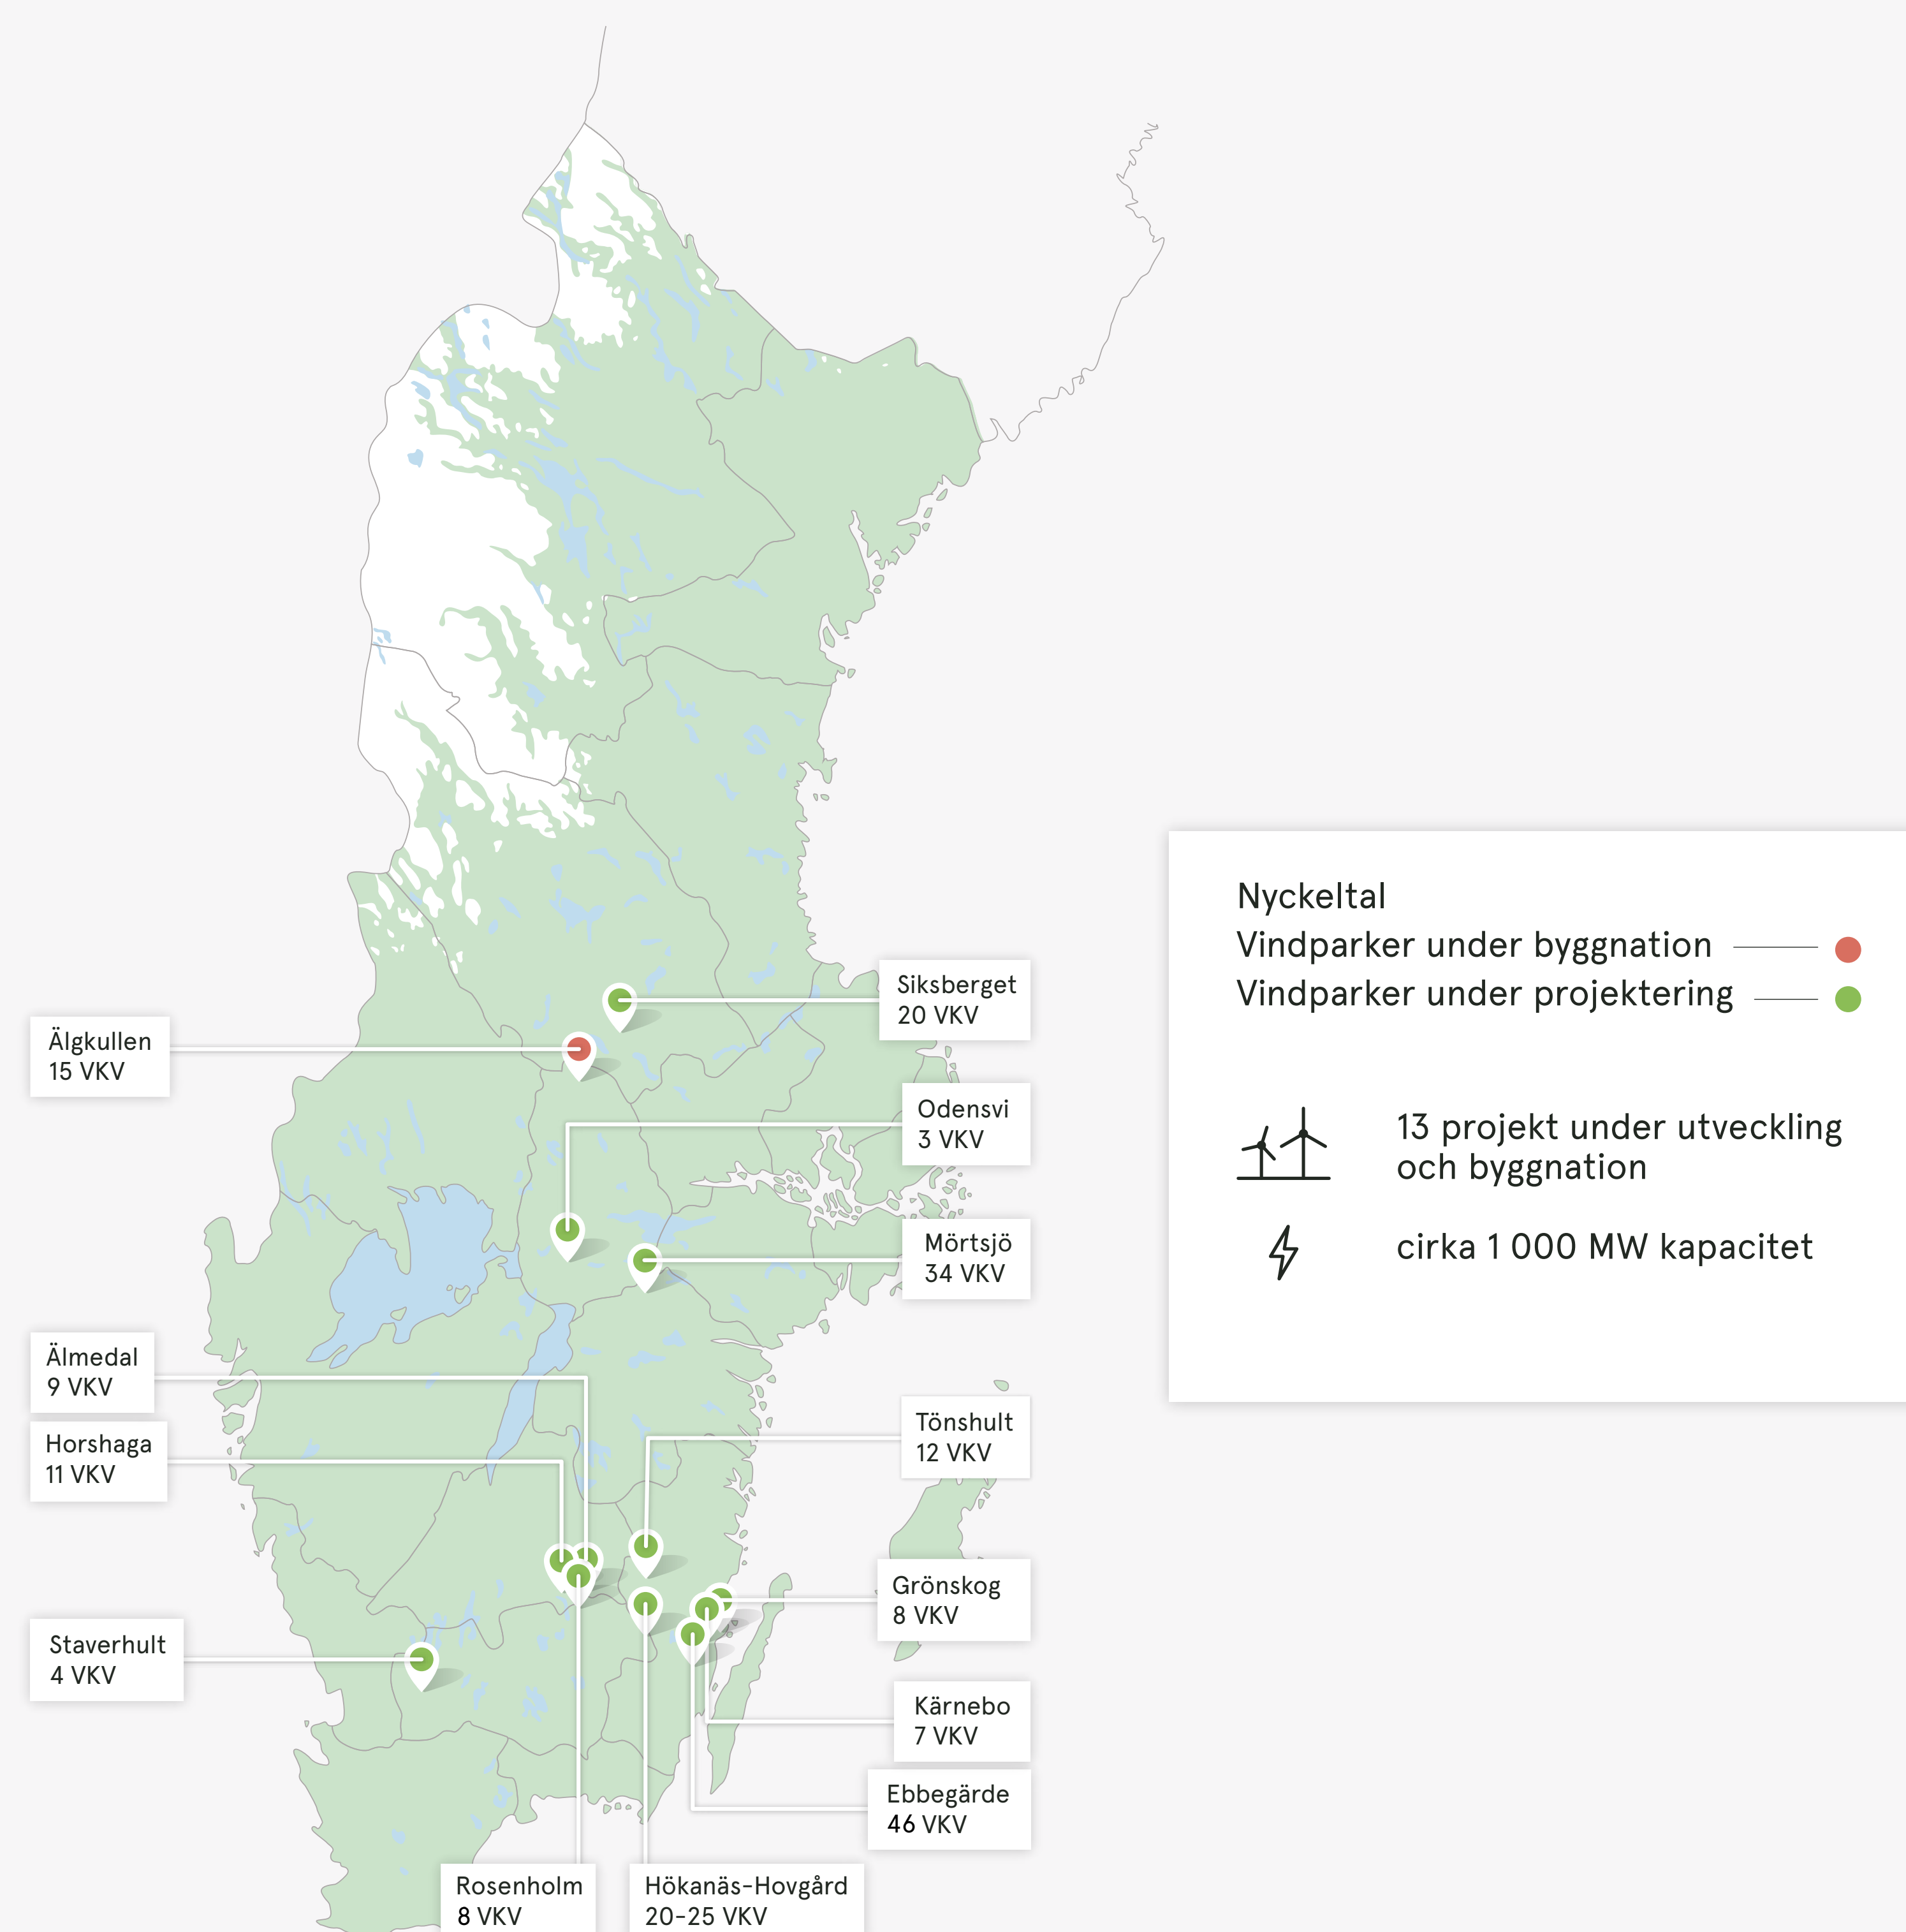 Siksberget
20 VKV
Älgkullen
15 VKV
Odensvi
3 VKV
Mörtsjö
34 VKV
Älmedal
9 VKV
Horshaga
11 VKV
Tönshult
12 VKV
Grönskog
8 VKV
Staverhult
4 VKV
Kärnebo
7 VKV
Ebbegärde
46 VKV
Rosenholm
8 VKV
Hökanäs-Hovgård
20-25 VKV
Nyckeltal
Vindparker under byggnation
Vindparker under projektering
13 projekt under utveckling
och byggnation
cirka 1 000 MW kapacitet